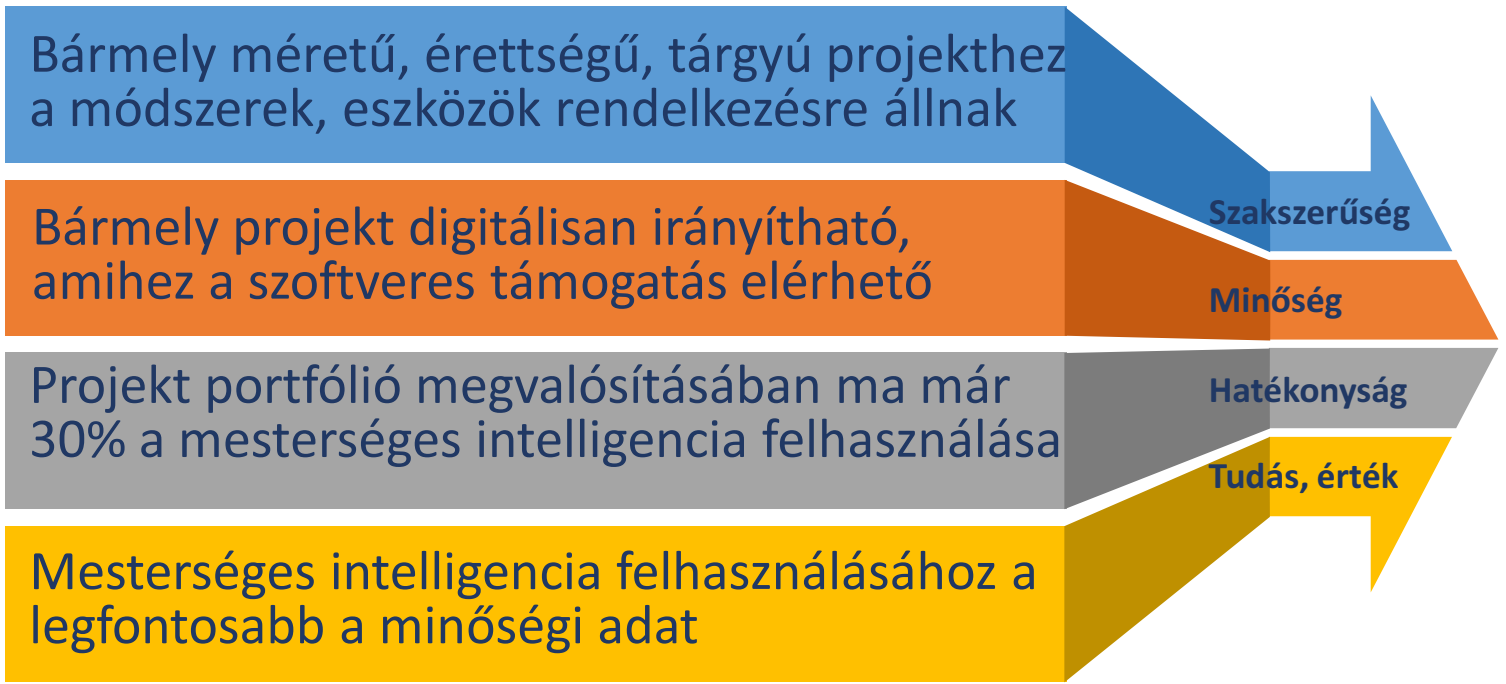 Bármely méretű, érettségű, tárgyú projekthez
a módszerek, eszközök rendelkezésre állnak
Szakszerűség
Bármely projekt digitálisan irányítható,
amihez a szoftveres támogatás elérhető
Minőség
Projekt portfólió megvalósításában ma már
30% a mesterséges intelligencia felhasználása
Hatékonyság
Mesterséges intelligencia felhasználásához a
legfontosabb a minőségi adat
Tudás, érték